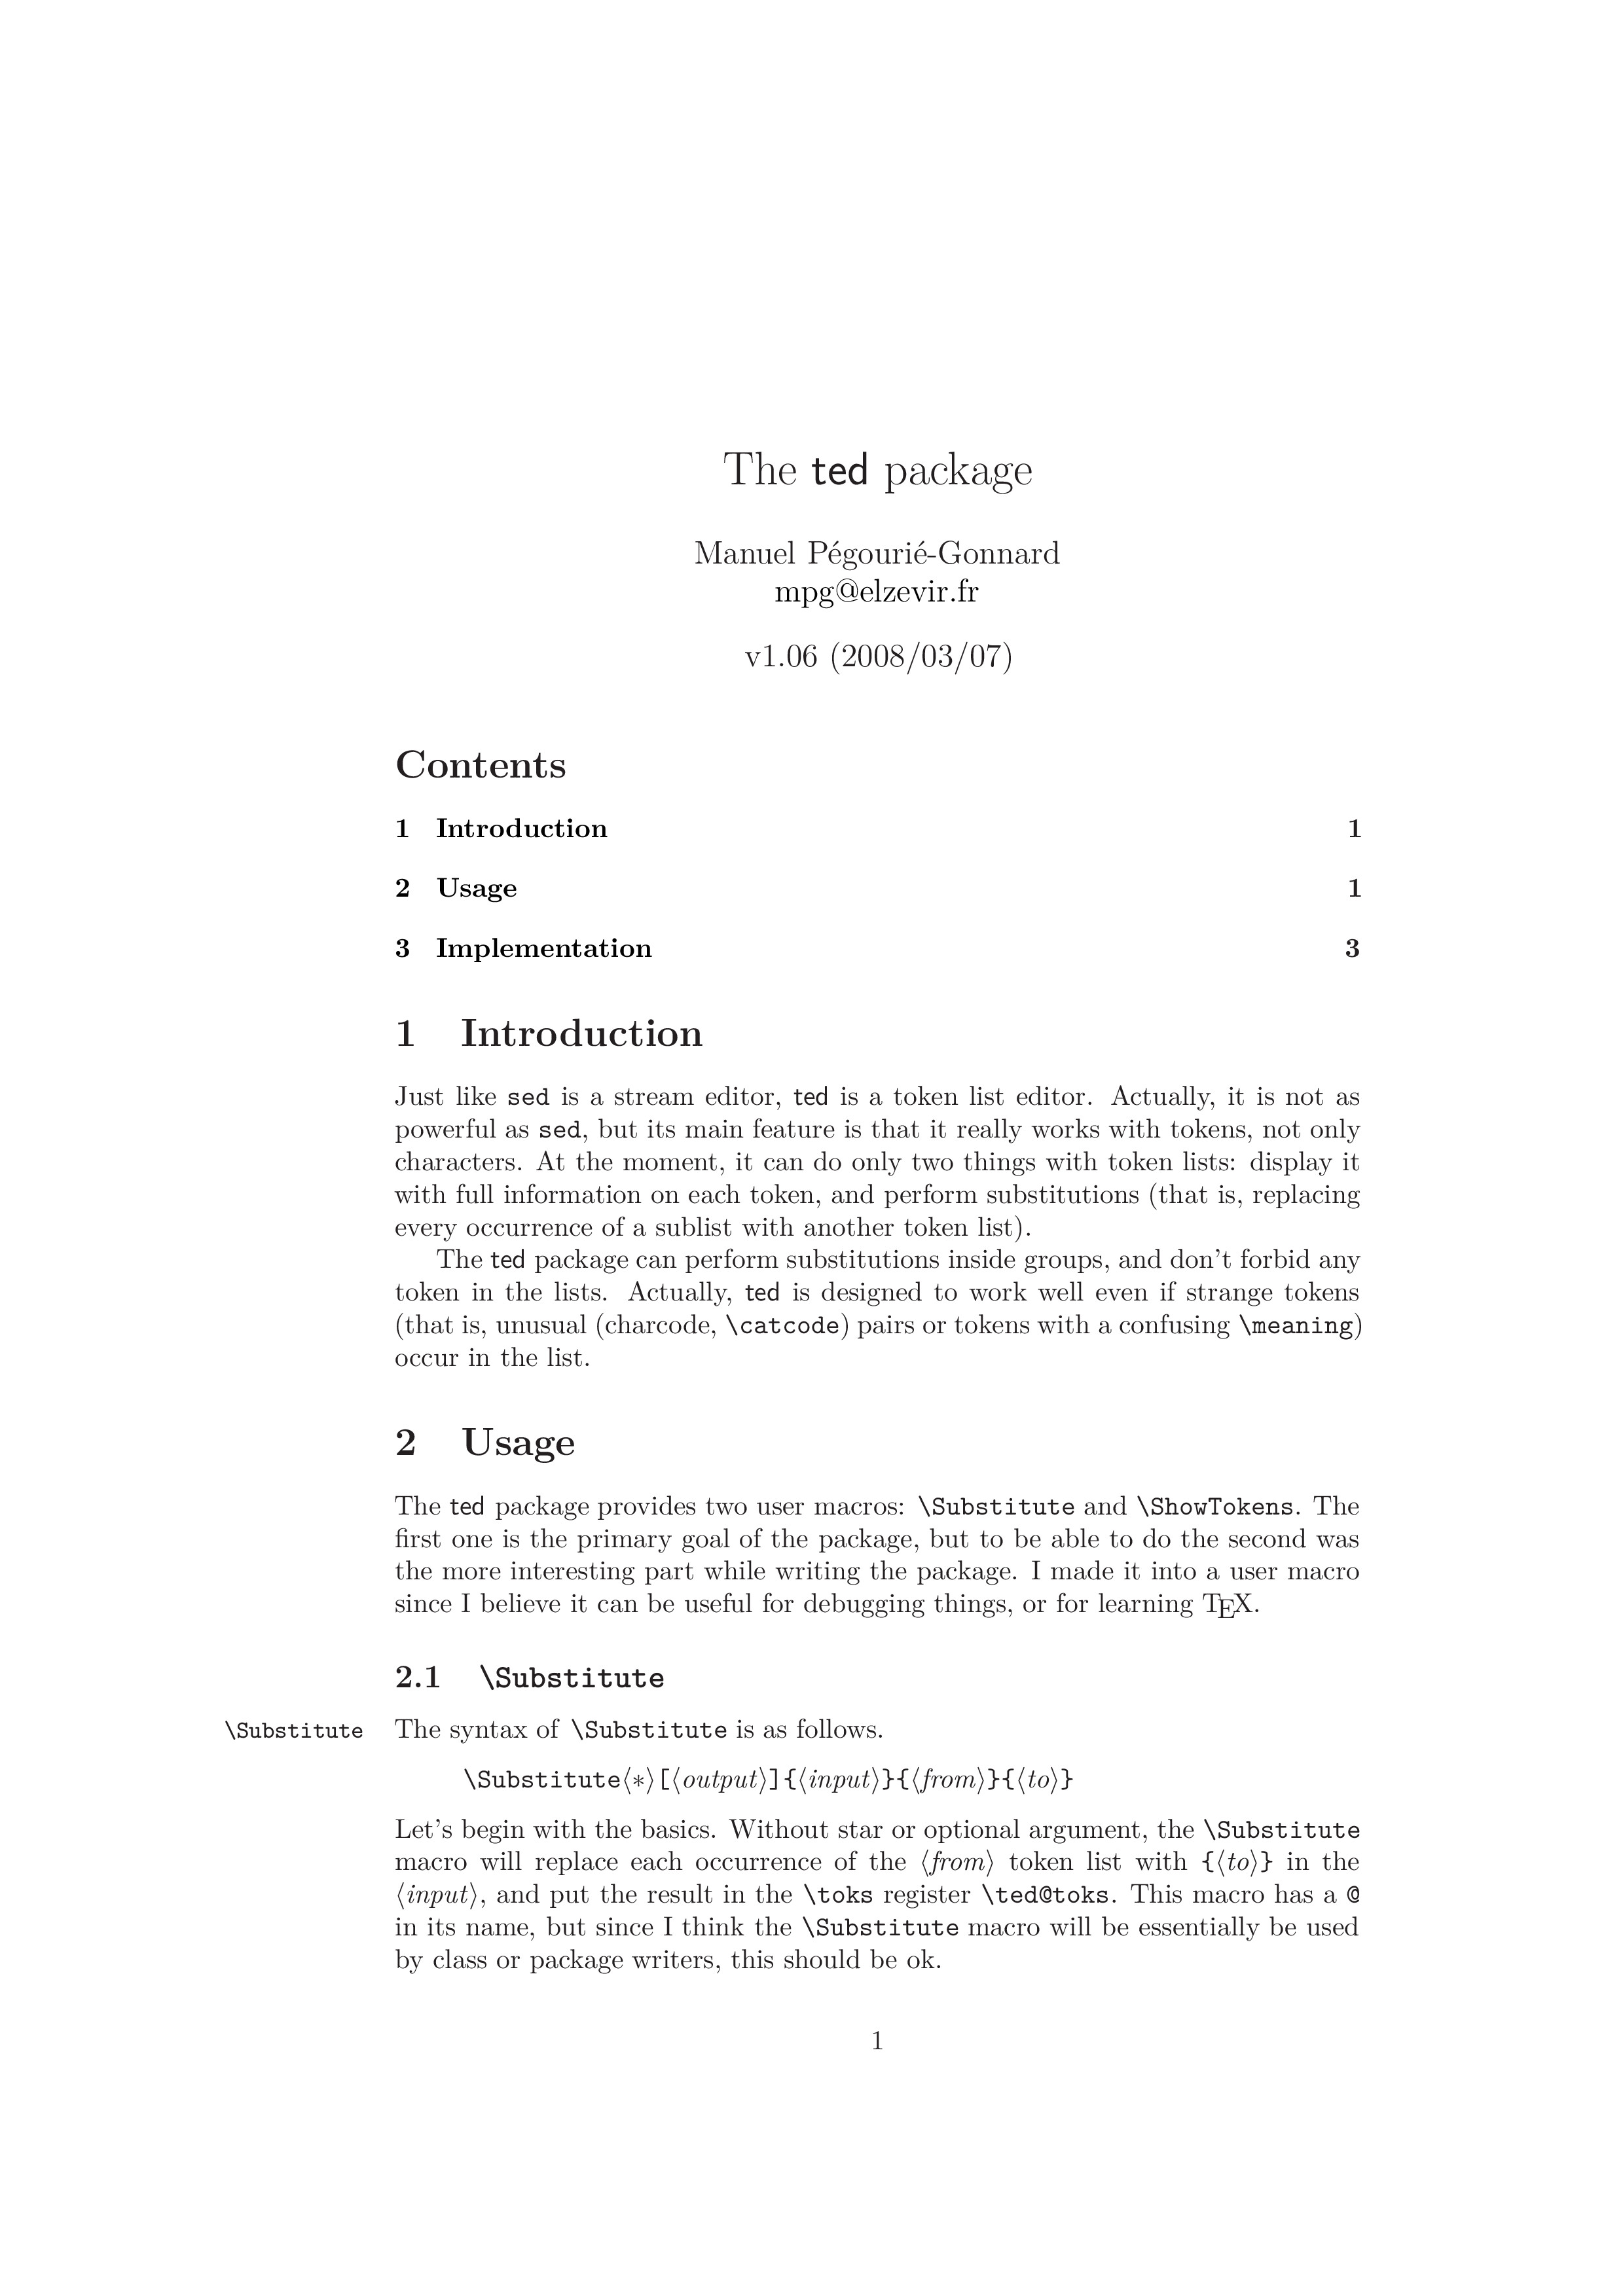 The ted package
Manuel Pégourié-Gonnard
mpg@elzevir.fr
v1.06 (2008/03/07)
Contents
1 Introduction 1
2 Usage 1
3 Implementation 3
1 Introduction
Just like sed is a stream editor, ted is a token list editor. Actually, it is not as
powerful as sed, but its main feature is that it really works with tokens, not only
characters. At the moment, it can do only two things with token lists: display it
with full information on each token, and perform substitutions (that is, replacing
every occurrence of a sublist with another token list).
The ted package can perform substitutions inside groups, and don't forbid any
token in the lists. Actually, ted is designed to work well even if strange tokens
(that is, unusual (charcode, \catcode) pairs or tokens with a confusing \meaning)
occur in the list.
2 Usage
The ted package provides two user macros: \Substitute and \ShowTokens. The
first one is the primary goal of the package, but to be able to do the second was
the more interesting part while writing the package. I made it into a user macro
since I believe it can be useful for debugging things, or for learning TEX.
2.1 \Substitute
\Substitute The syntax of \Substitute is as follows.
\Substitute⟨*⟩[⟨output⟩]{⟨input⟩}{⟨from⟩}{⟨to⟩}
Let's begin with the basics. Without star or optional argument, the \Substitute
macro will replace each occurrence of the ⟨from⟩ token list with {⟨to⟩} in the
⟨input⟩, and put the result in the \toks register \ted@toks. This macro has a @
in its name, but since I think the \Substitute macro will be essentially be used
by class or package writers, this should be ok.
1